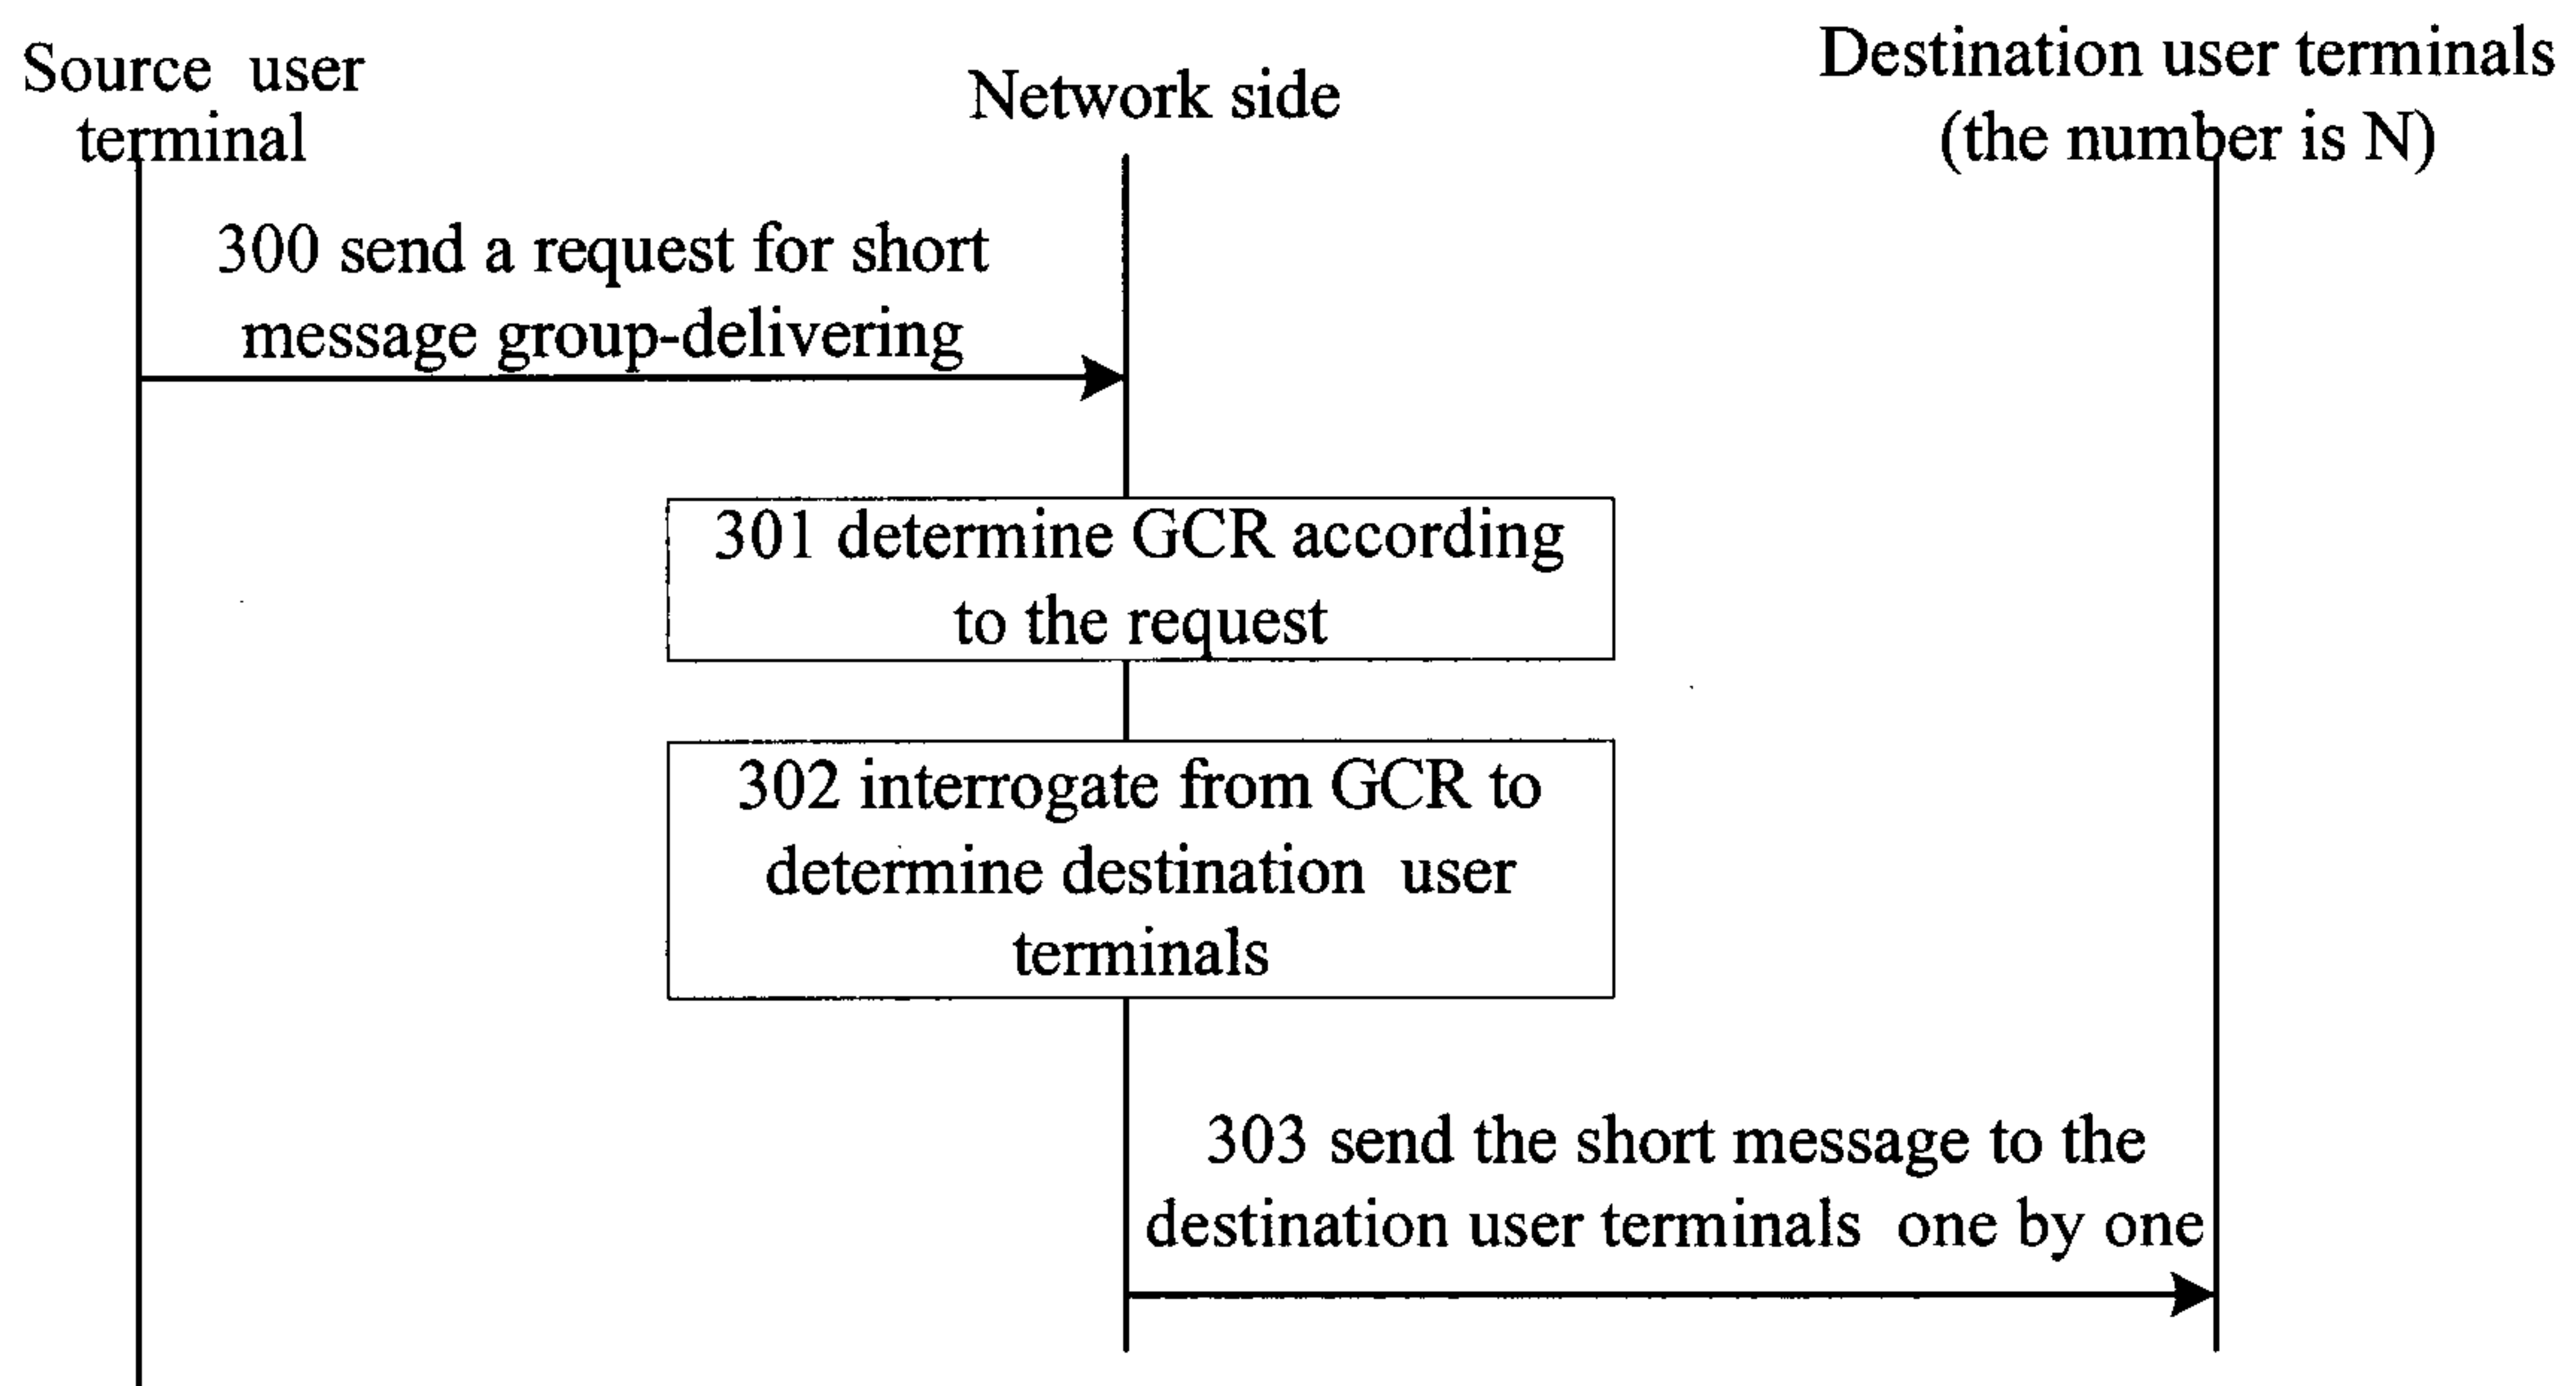 Source user
terminal
Network side
Destination user terminals
(the number is N)
300 send a request for short
message group-delivering
301 determine GCR according
to the request
302 interrogate from GCR to
determine destination user
terminals
303 send the short message to the
destination user terminals one by one